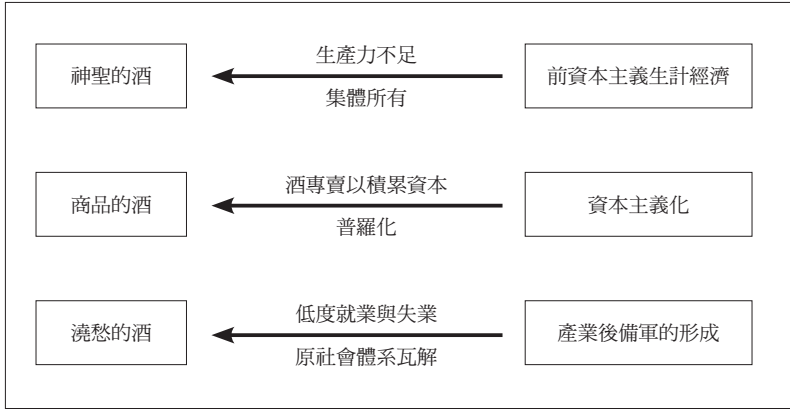 神聖的酒
生產力不足
集體所有
前資本主義生計經濟
商品的酒
酒專賣以積累資本
普羅化
資本主義化
澆愁的酒
低度就業與失業
原社會體系瓦解
產業後備軍的形成